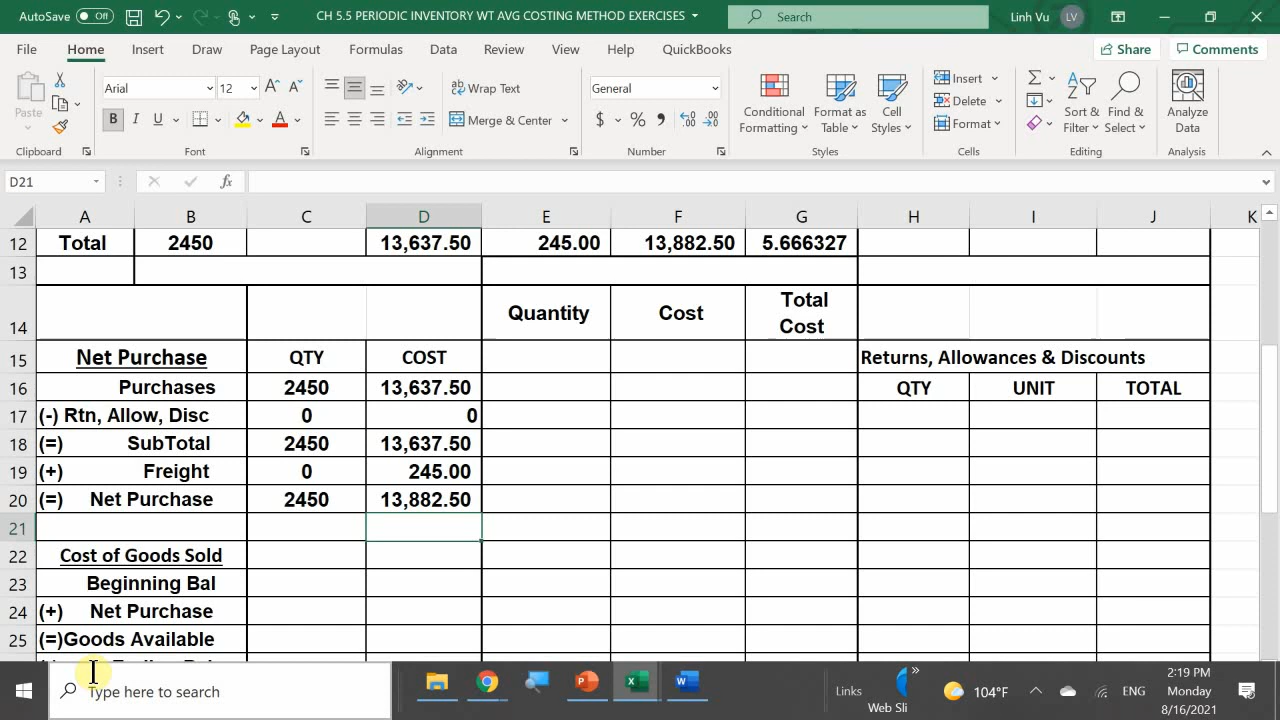 AutoSave Off CH 5.5 PERIODIC INVENTORY WT AVG COSTING METHOD EXERCISES Search Linh Vu LV
File Home Insert Draw Page Layout Formulas Data Review View Help QuickBooks Share Comments
Paste Arial 12 A A Wrap Text General Conditional Formatting Format as Table Cell Styles Insert Delete Format Sort & Filter Find & Select Analyze Data
B I U A Merge & Center $ % 9
Clipboard Font Alignment Number Styles Cells Editing Analysis
D21 fx
A B C D E F G H I J K
12 Total 2450 13,637.50 245.00 13,882.50 5.666327
13
14 Quantity Cost Total Cost
15 Net Purchase QTY COST Returns, Allowances & Discounts
16 Purchases 2450 13,637.50 QTY UNIT TOTAL
17 (-) Rtn, Allow, Disc 0 0
18 (=) SubTotal 2450 13,637.50
19 (+) Freight 0 245.00
20 (=) Net Purchase 2450 13,882.50
21
22 Cost of Goods Sold
23 Beginning Bal
24 (+) Net Purchase
25 (=)Goods Available
Type here to search Links Web Sli 104°F ENG 2:19 PM
Monday
8/16/2021